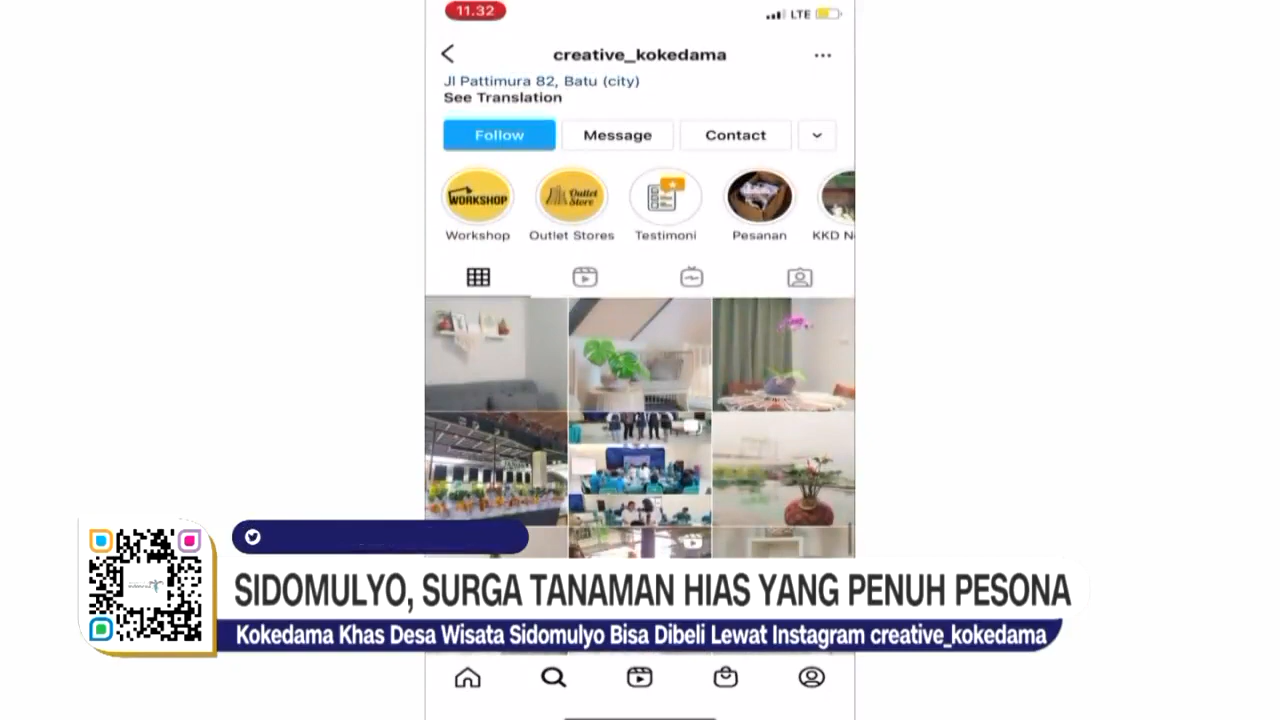 11.32
LTE
creative_kokedama
Jl Pattimura 82, Batu (city)
See Translation
Follow
Message
Contact
WORKSHOP
Outlet Store
Workshop
Outlet Stores
Testimoni
Pesanan
KKD N
SIDOMULYO, SURGA TANAMAN HIAS YANG PENUH PESONA
Kokedama Khas Desa Wisata Sidomulyo Bisa Dibeli Lewat Instagram creative_kokedama